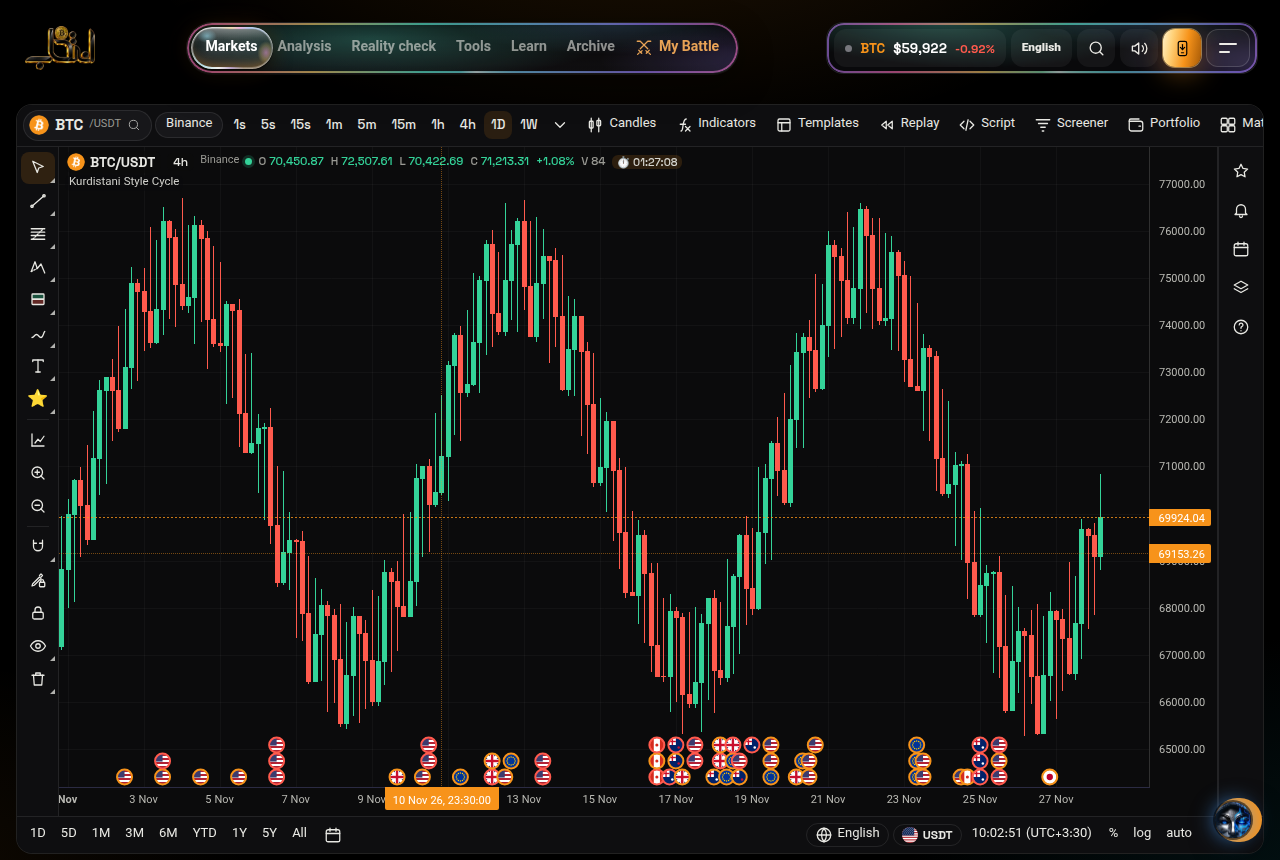 Markets Analysis Reality check Tools Learn Archive My Battle
BTC $59,922 -0.92% English
BTC /USDT Binance 1s 5s 15s 1m 5m 15m 1h 4h 1D 1W Candles Indicators Templates Replay Script Screener Portfolio Mat
BTC/USDT 4h Binance O 70,450.87 H 72,507.61 L 70,422.69 C 71,213.31 +1.08% V 84 01:27:08
Kurdistani Style Cycle
77000.00
76000.00
75000.00
74000.00
73000.00
72000.00
71000.00
69924.04
69153.26
68000.00
67000.00
66000.00
65000.00
Nov 3 Nov 5 Nov 7 Nov 9 Nov 10 Nov 26, 23:30:00 13 Nov 15 Nov 17 Nov 19 Nov 21 Nov 23 Nov 25 Nov 27 Nov
1D 5D 1M 3M 6M YTD 1Y 5Y All English USDT 10:02:51 (UTC+3:30) % log auto